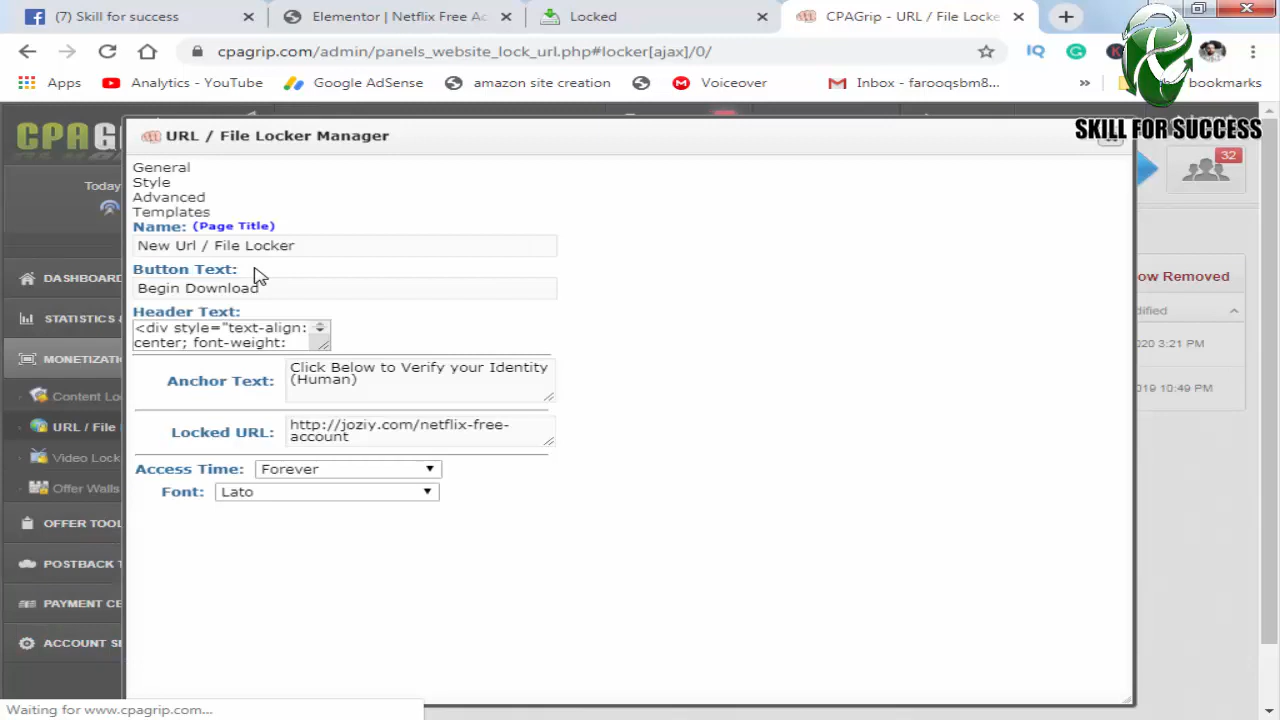 (7) Skill for success
Elementor | Netflix Free Ac
Locked
CPAGrip - URL / File Locke
cpagrip.com/admin/panels_website_lock_url.php#locker[ajax]/0/
IQ
Apps
Analytics - YouTube
Google AdSense
amazon site creation
Voiceover
Inbox - farooqsbm8...
»
bookmarks
SKILL FOR SUCCESS
CPAG
URL / File Locker Manager
32
Today
General
Style
Advanced
Templates
Name: (Page Title)
New Url / File Locker
Button Text:
Begin Download
Header Text:
<div style="text-align:
center; font-weight:
Anchor Text:
Click Below to Verify your Identity
(Human)
Locked URL:
http://joziy.com/netflix-free-
account
Access Time: Forever
Font: Lato
DASHBOARD
STATISTICS &
MONETIZATI
Content Lo
URL / File
Video Lock
Offer Walls
OFFER TOOL
POSTBACK T
PAYMENT CE
ACCOUNT SE
ow Removed
dified
020 3:21 PM
019 10:49 PM
Waiting for www.cpagrip.com...